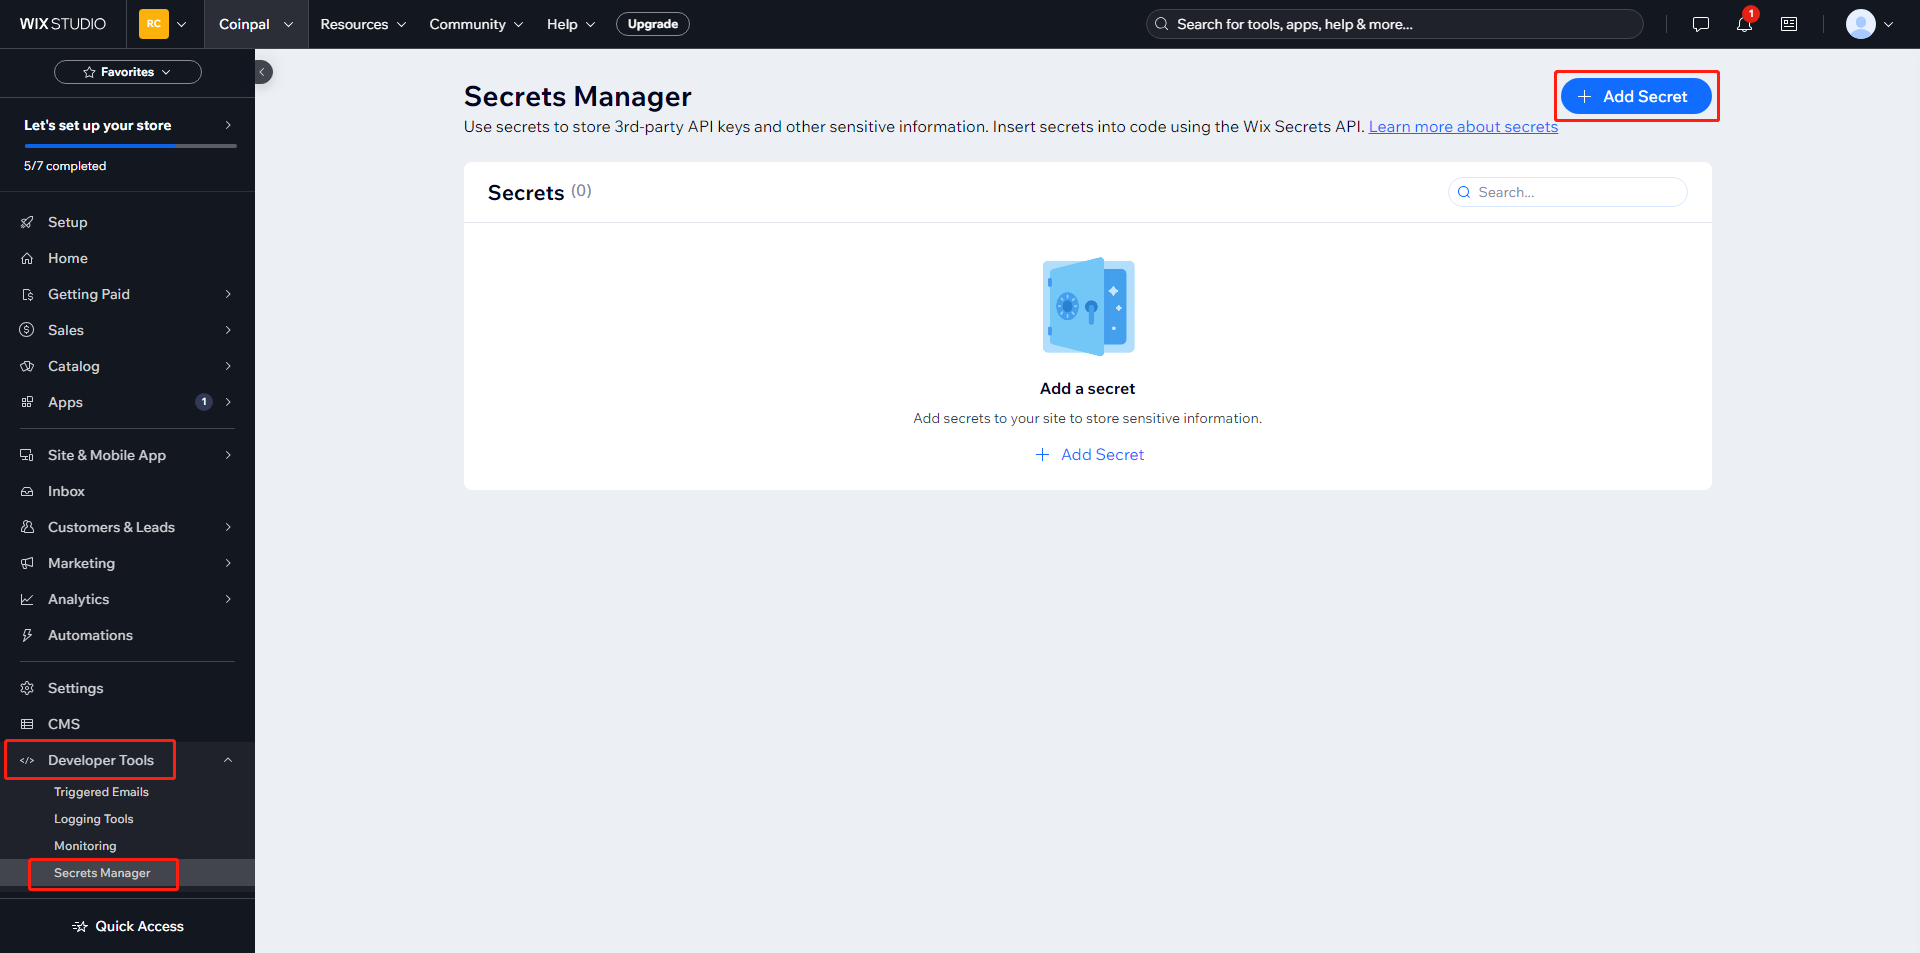 WIX STUDIO
RC
Coinpal
Resources
Community
Help
Upgrade
Search for tools, apps, help & more...
1
Favorites
Let's set up your store
5/7 completed
Setup
Home
Getting Paid
Sales
Catalog
Apps
1
Site & Mobile App
Inbox
Customers & Leads
Marketing
Analytics
Automations
Settings
CMS
Developer Tools
Triggered Emails
Logging Tools
Monitoring
Secrets Manager
Quick Access
Secrets Manager
Add Secret
Use secrets to store 3rd-party API keys and other sensitive information. Insert secrets into code using the Wix Secrets API. Learn more about secrets
Secrets (0)
Search...
Add a secret
Add secrets to your site to store sensitive information.
Add Secret